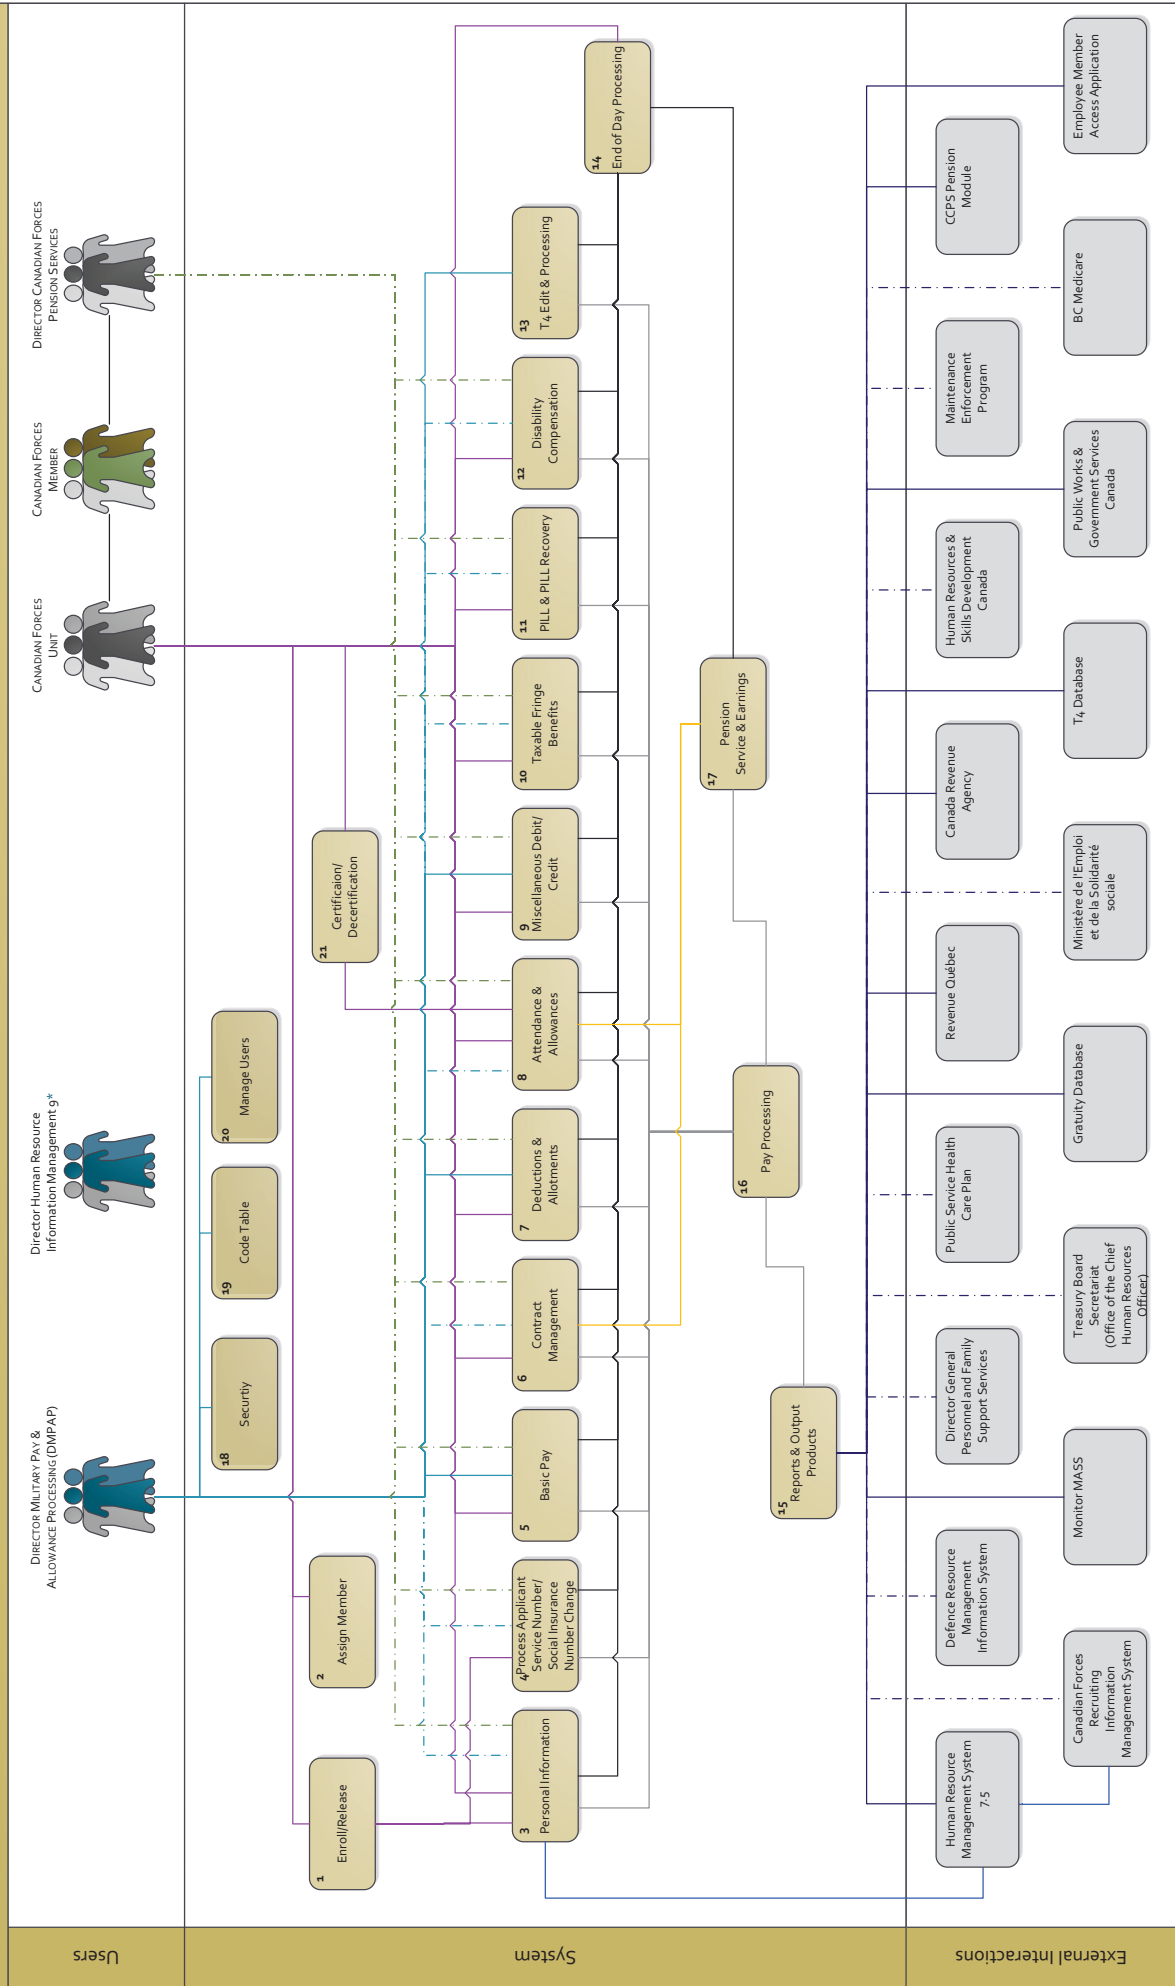 Users
DIRECTOR MILITARY PAY &
ALLOWANCE PROCESSING (DMPAP)
Director Human Resource
Information Management 9*
CANADIAN FORCES
UNIT
CANADIAN FORCES
MEMBER
DIRECTOR CANADIAN FORCES
PENSION SERVICES
System
18
Securtiy
19
Code Table
20
Manage Users
1
Enroll/Release
2
Assign Member
21
Certificaion/
Decertification
3
Personal Information
4
Process Applicant
Service Number/
Social Insurance
Number Change
5
Basic Pay
6
Contract
Management
7
Deductions &
Allotments
8
Attendance &
Allowances
9
Miscellaneous Debit/
Credit
10
Taxable Fringe
Benefits
11
PILL & PILL Recovery
12
Disability
Compensation
13
T4 Edit & Processing
14
End of Day Processing
17
Pension
Service & Earnings
16
Pay Processing
15
Reports & Output
Products
External Interactions
Human Resource
Management System
7.5
Defence Resource
Management
Information System
Director General
Personnel and Family
Support Services
Public Service Health
Care Plan
Revenue Québec
Canada Revenue
Agency
Human Resources &
Skills Development
Canada
Maintenance
Enforcement
Program
CCPS Pension
Module
Canadian Forces
Recruiting
Information
Management System
Monitor MASS
Treasury Board
Secretariat
(Office of the Chief
Human Resources
Officer)
Gratuity Database
Ministère de l'Emploi
et de la Solidarité
sociale
T4 Database
Public Works &
Government Services
Canada
BC Medicare
Employee Member
Access Application